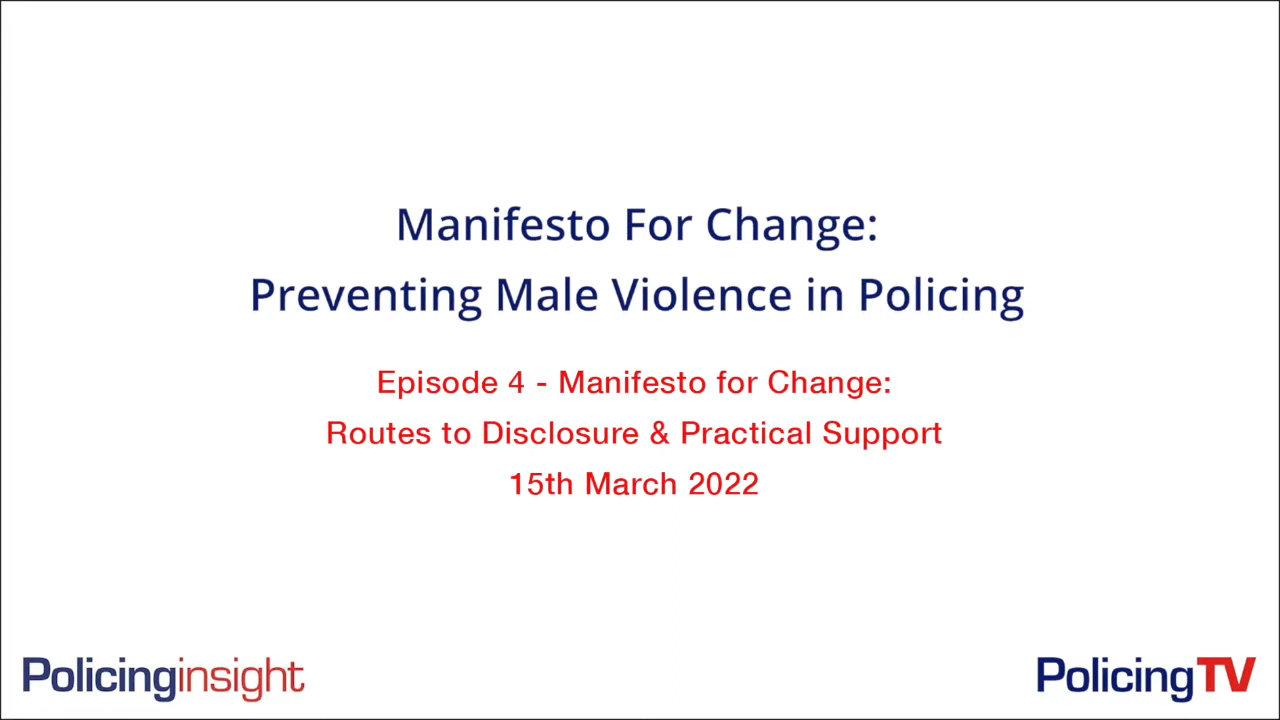 Manifesto For Change:
Preventing Male Violence in Policing
Episode 4 - Manifesto for Change:
Routes to Disclosure & Practical Support
15th March 2022
Policinginsight
PolicingTV